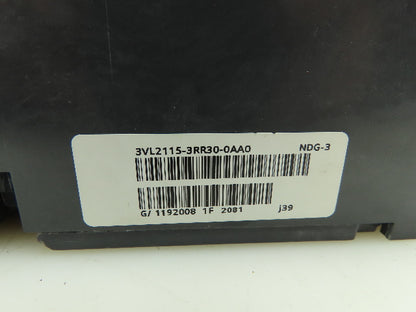 3VL2115-3RR30-0AA0 NDG-3
G/ 1192008 1F 2081 j39